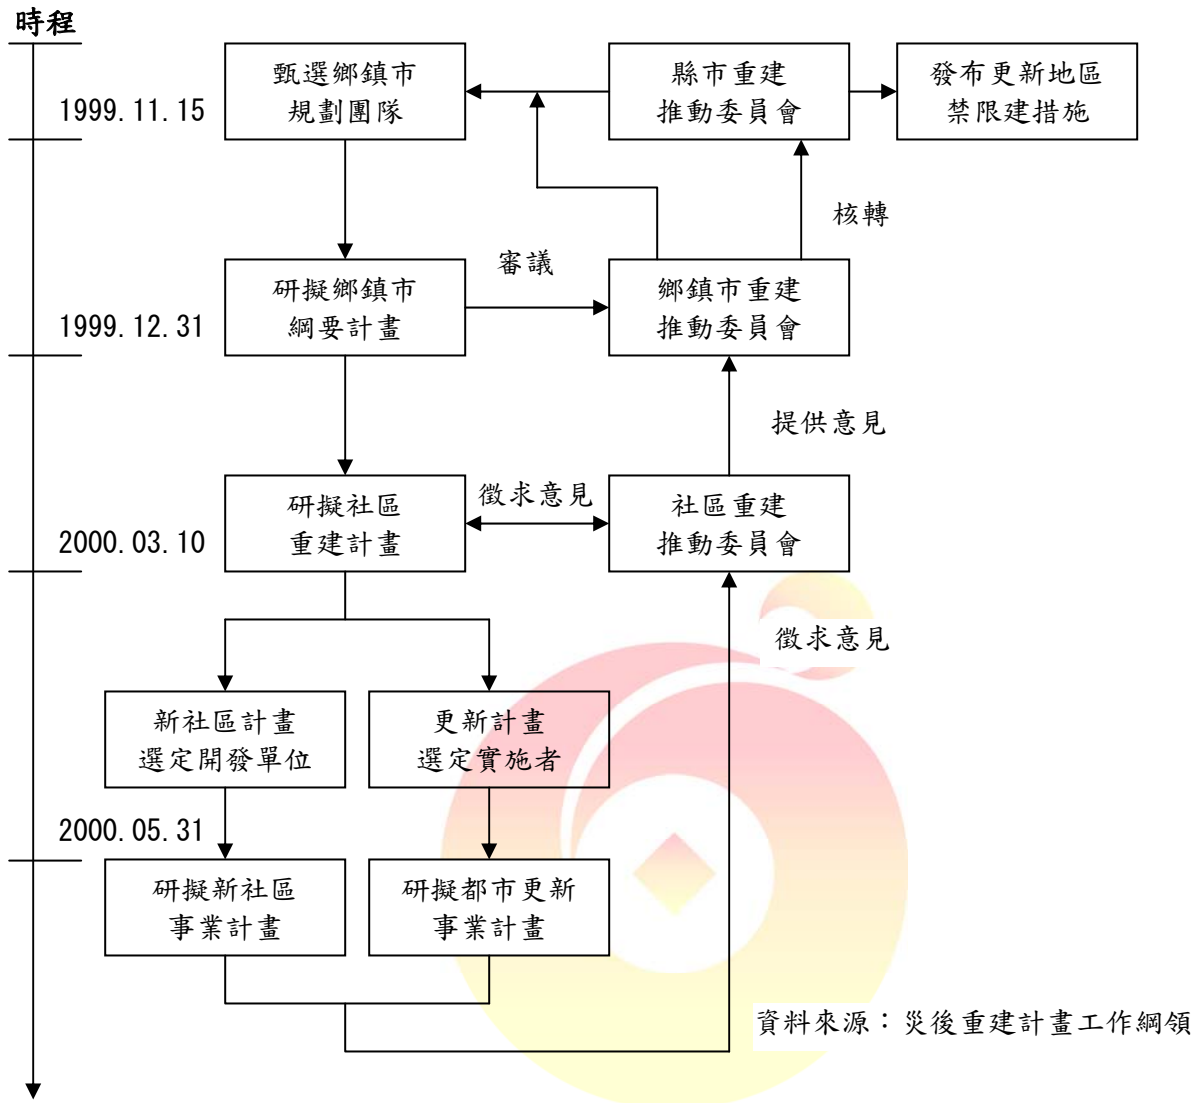 時程
1999.11.15
甄選鄉鎮市
規劃團隊
縣市重建
推動委員會
發布更新地區
禁限建措施
核轉
審議
1999.12.31
研擬鄉鎮市
綱要計畫
鄉鎮市重建
推動委員會
提供意見
2000.03.10
研擬社區
重建計畫
徵求意見
社區重建
推動委員會
徵求意見
新社區計畫
選定開發單位
更新計畫
選定實施者
2000.05.31
研擬新社區
事業計畫
研擬都市更新
事業計畫
資料來源：災後重建計畫工作綱領